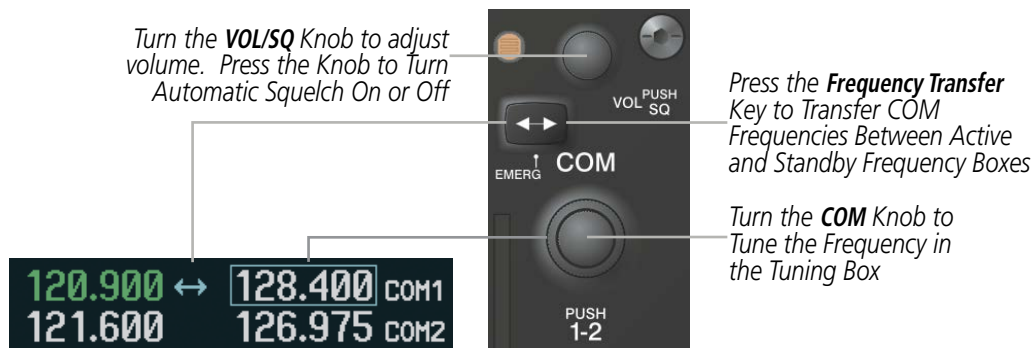 Turn the VOL/SQ Knob to adjust
volume.  Press the Knob to Turn
Automatic Squelch On or Off
VOL PUSH
SQ
Press the Frequency Transfer
Key to Transfer COM
Frequencies Between Active
and Standby Frequency Boxes
EMERG COM
Turn the COM Knob to
Tune the Frequency in
the Tuning Box
120.900 ↔ 128.400 COM1
121.600 126.975 COM2
PUSH
1-2